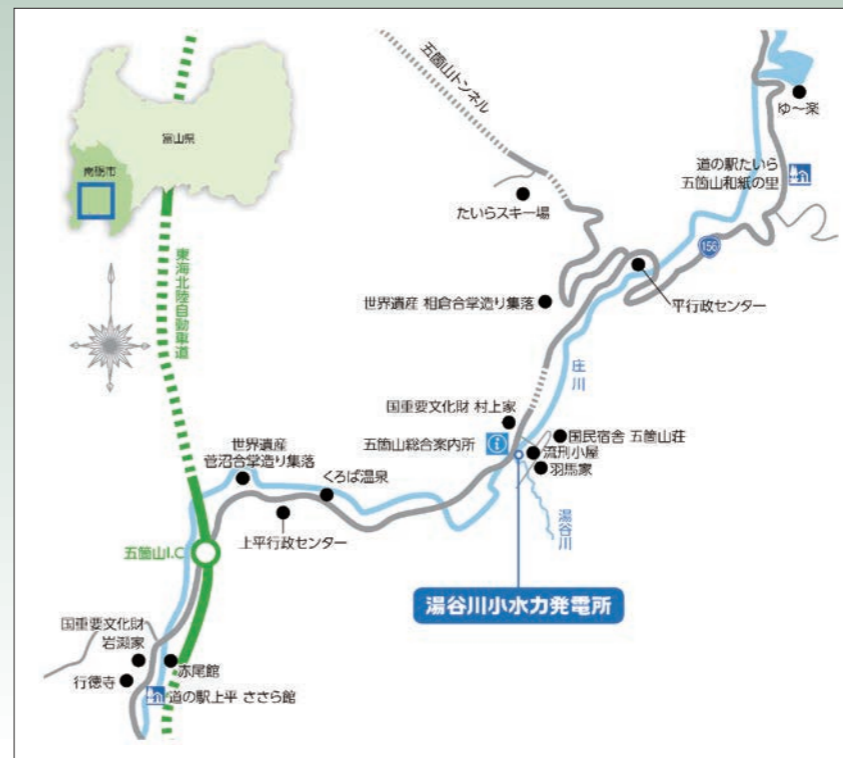 五箇山トンネル
富山県
南砺市
ゆ〜楽
道の駅たいら
五箇山和紙の里
たいらスキー場
156
東海北陸自動車道
世界遺産 相倉合掌造り集落
平行政センター
庄川
国重要文化財 村上家
五箇山総合案内所
i
国民宿舎 五箇山荘
流刑小屋
羽馬家
世界遺産
菅沼合掌造り集落
くろば温泉
上平行政センター
湯谷川
五箇山I.C
湯谷川小水力発電所
国重要文化財
岩瀬家
赤尾館
行徳寺
道の駅上平 ささら館